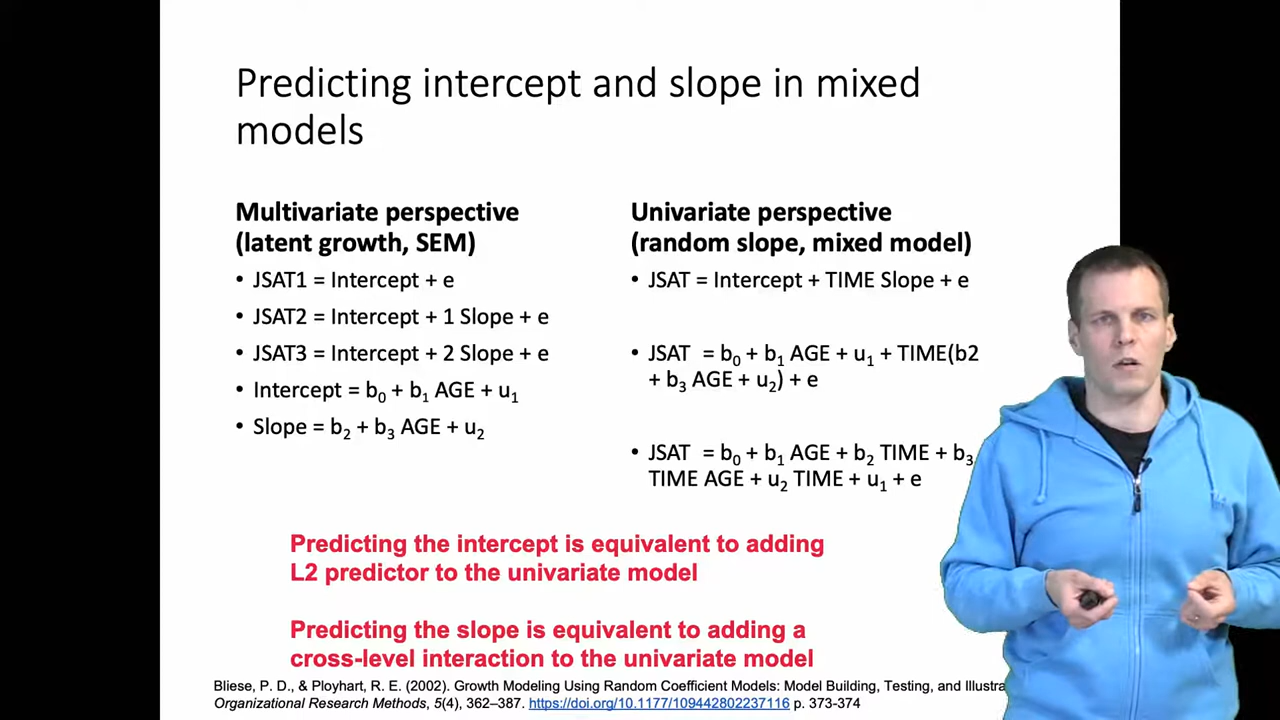 Predicting intercept and slope in mixed
models
Multivariate perspective
(latent growth, SEM)
• JSAT1 = Intercept + e
• JSAT2 = Intercept + 1 Slope + e
• JSAT3 = Intercept + 2 Slope + e
• Intercept = b₀ + b₁ AGE + u₁
• Slope = b₂ + b₃ AGE + u₂
Univariate perspective
(random slope, mixed model)
• JSAT = Intercept + TIME Slope + e
• JSAT = b₀ + b₁ AGE + u₁ + TIME(b2
+ b₃ AGE + u₂) + e
• JSAT = b₀ + b₁ AGE + b₂ TIME + b₃
TIME AGE + u₂ TIME + u₁ + e
Predicting the intercept is equivalent to adding
L2 predictor to the univariate model
Predicting the slope is equivalent to adding a
cross-level interaction to the univariate model
Bliese, P. D., & Ployhart, R. E. (2002). Growth Modeling Using Random Coefficient Models: Model Building, Testing, and Illustra
Organizational Research Methods, 5(4), 362–387. https://doi.org/10.1177/109442802237116 p. 373-374